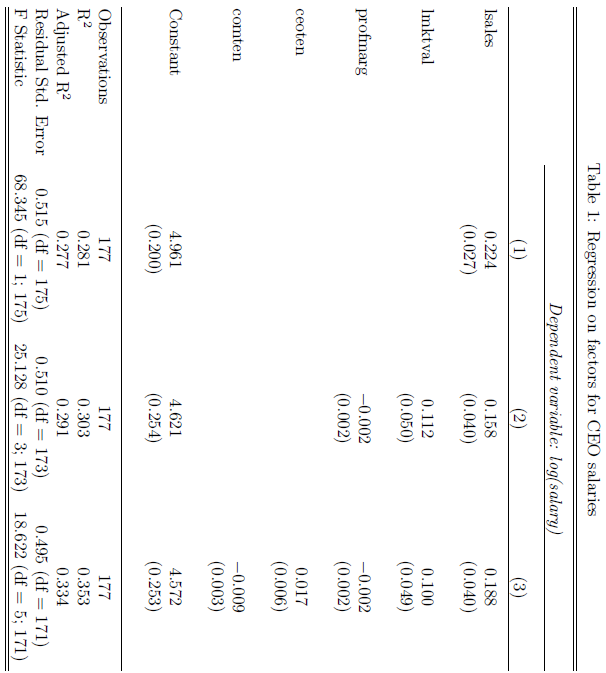 Table 1: Regression on factors for CEO salaries
Dependent variable: log(salary)
(1) (2) (3)
lsales 0.224 0.158 0.188
(0.027) (0.040) (0.040)
lmktval 0.112 0.100
(0.050) (0.049)
profmarg −0.002 −0.002
(0.002) (0.002)
ceoten 0.017
(0.006)
comten −0.009
(0.003)
Constant 4.961 4.621 4.572
(0.200) (0.254) (0.253)
Observations 177 177 177
R² 0.281 0.303 0.353
Adjusted R² 0.277 0.291 0.334
Residual Std. Error 0.515 (df = 175) 0.510 (df = 173) 0.495 (df = 171)
F Statistic 68.345 (df = 1; 175) 25.128 (df = 3; 173) 18.622 (df = 5; 171)